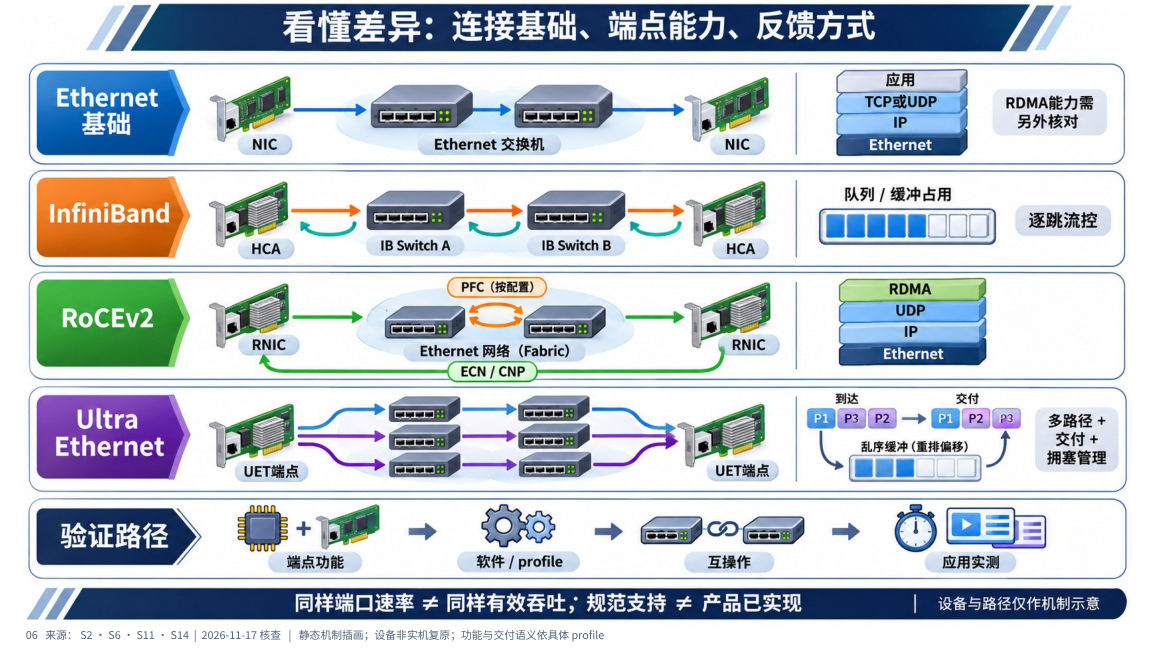 看懂差异：连接基础、端点能力、反馈方式
Ethernet
基础
NIC
Ethernet 交换机
NIC
应用
TCP或UDP
IP
Ethernet
RDMA能力需
另外核对
InfiniBand
HCA
IB Switch A
IB Switch B
HCA
队列 / 缓冲占用
逐跳流控
RoCEv2
RNIC
PFC（按配置）
Ethernet 网络（Fabric）
ECN / CNP
RNIC
RDMA
UDP
IP
Ethernet
Ultra
Ethernet
UET端点
UET端点
到达
交付
P1 P3 P2
P1 P2 P3
乱序缓冲（重排偏移）
多路径 +
交付 +
拥塞管理
验证路径
+
端点功能
软件 / profile
互操作
应用实测
同样端口速率 ≠ 同样有效吞吐；规范支持 ≠ 产品已实现 | 设备与路径仅作机制示意
06 来源： S2 · S6 · S11 · S14 | 2026-11-17 核查 | 静态机制插画；设备非实机复原；功能与交付语义依具体 profile